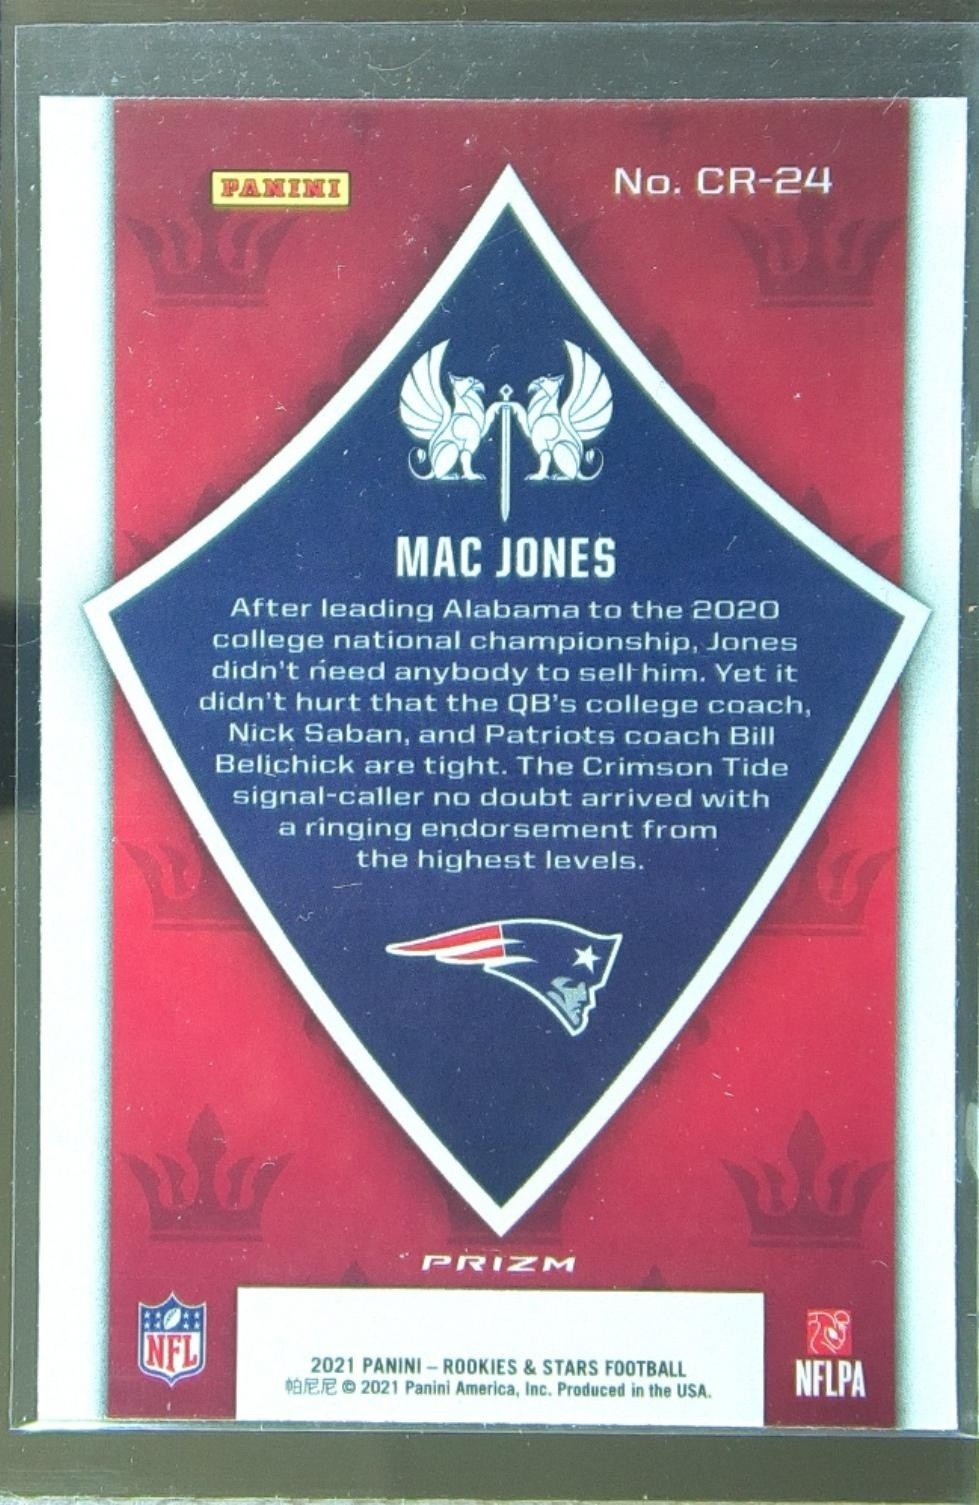 PANINI
No. CR-24
MAC JONES
After leading Alabama to the 2020
college national championship, Jones
didn't need anybody to sell him. Yet it
didn't hurt that the QB's college coach,
Nick Saban, and Patriots coach Bill
Belichick are tight. The Crimson Tide
signal-caller no doubt arrived with
a ringing endorsement from
the highest levels.
PRIZM
NFL
2021 PANINI – ROOKIES & STARS FOOTBALL
帕尼尼 © 2021 Panini America, Inc. Produced in the USA.
NFLPA